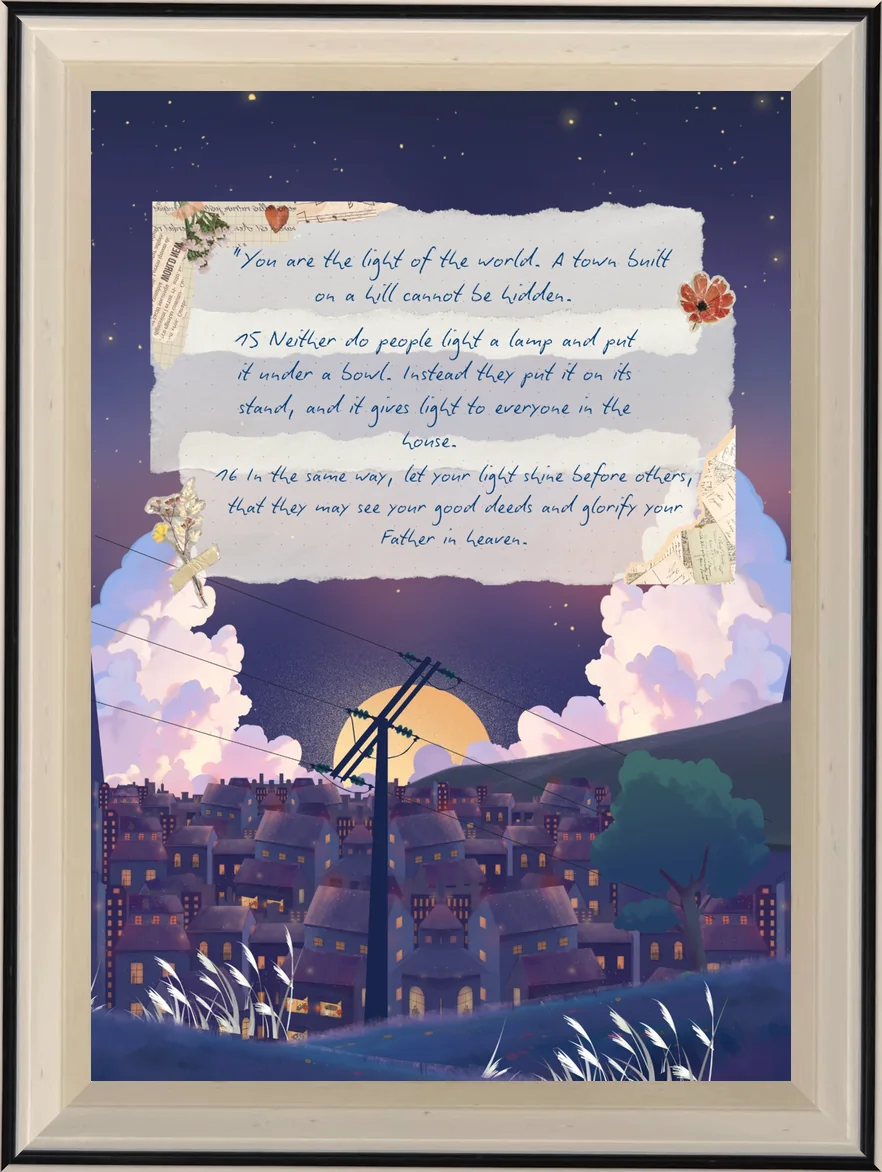 "You are the light of the world. A town built
on a hill cannot be hidden.
15 Neither do people light a lamp and put
it under a bowl. Instead they put it on its
stand, and it gives light to everyone in the
house.
16 In the same way, let your light shine before others,
that they may see your good deeds and glorify your
Father in heaven.